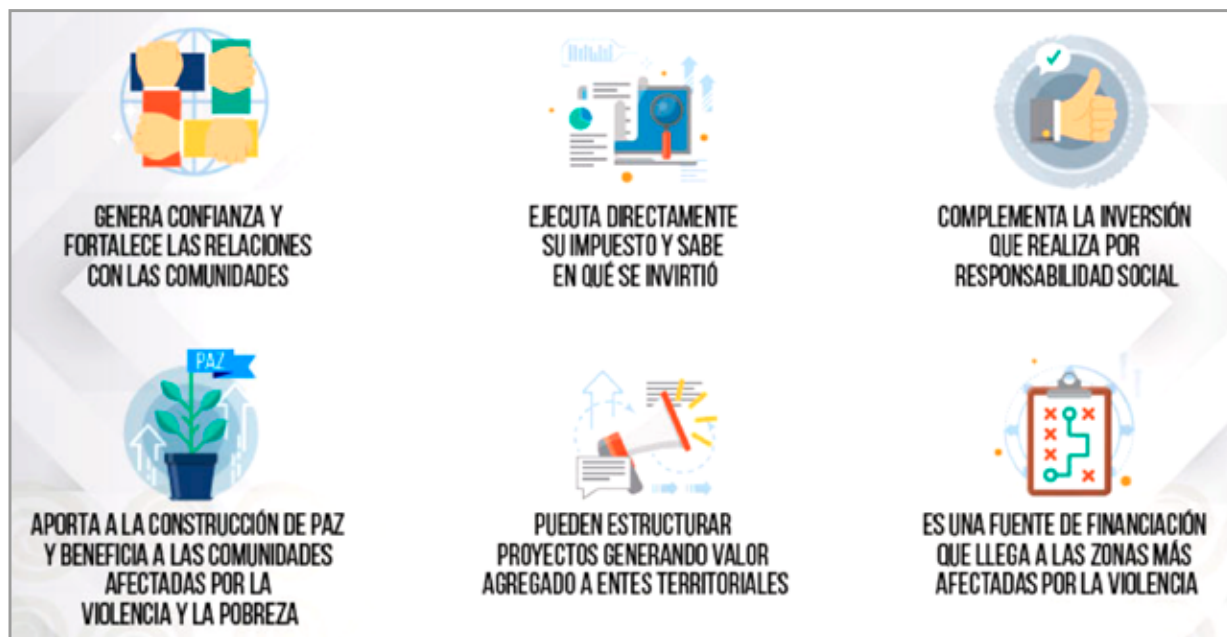 GENERA CONFIANZA Y
FORTALECE LAS RELACIONES
CON LAS COMUNIDADES
EJECUTA DIRECTAMENTE
SU IMPUESTO Y SABE
EN QUÉ SE INVIRTIÓ
COMPLEMENTA LA INVERSIÓN
QUE REALIZA POR
RESPONSABILIDAD SOCIAL
PAZ
APORTA A LA CONSTRUCCIÓN DE PAZ
Y BENEFICIA A LAS COMUNIDADES
AFECTADAS POR LA
VIOLENCIA Y LA POBREZA
PUEDEN ESTRUCTURAR
PROYECTOS GENERANDO VALOR
AGREGADO A ENTES TERRITORIALES
ES UNA FUENTE DE FINANCIACIÓN
QUE LLEGA A LAS ZONAS MÁS
AFECTADAS POR LA VIOLENCIA